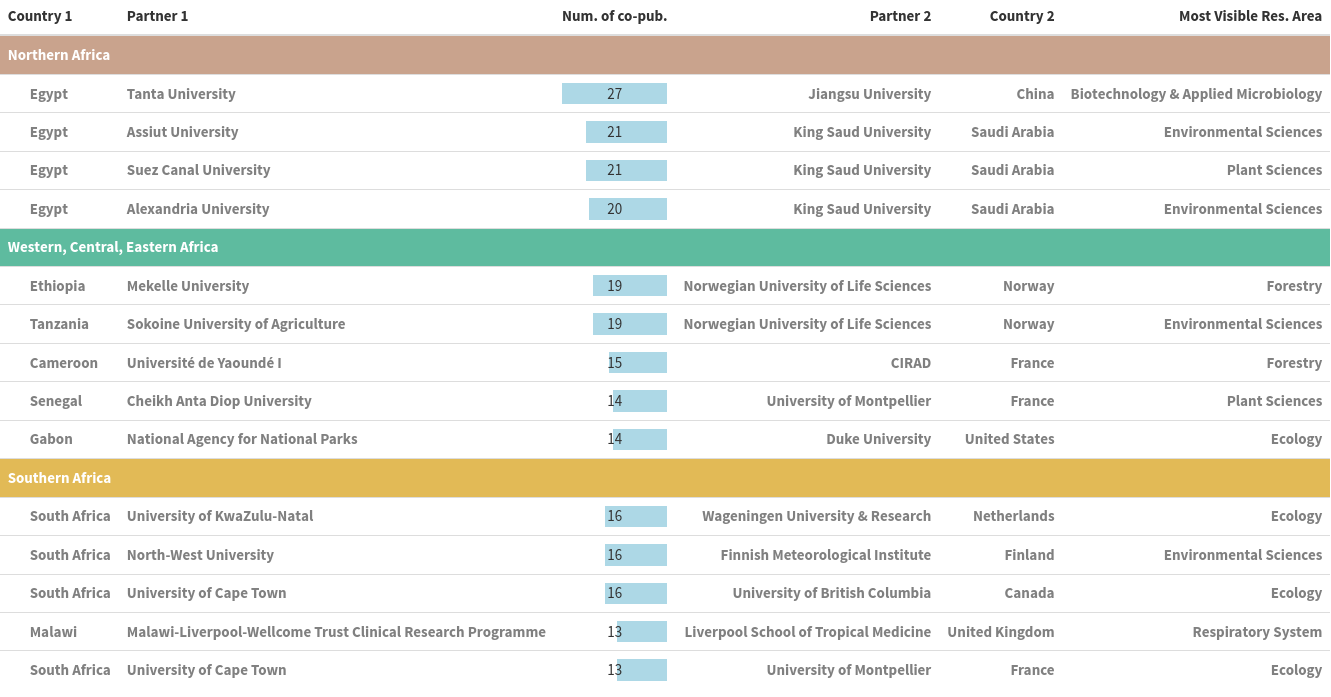 Country 1 Partner 1 Num. of co-pub. Partner 2 Country 2 Most Visible Res. Area
Northern Africa
Egypt Tanta University 27 Jiangsu University China Biotechnology & Applied Microbiology
Egypt Assiut University 21 King Saud University Saudi Arabia Environmental Sciences
Egypt Suez Canal University 21 King Saud University Saudi Arabia Plant Sciences
Egypt Alexandria University 20 King Saud University Saudi Arabia Environmental Sciences
Western, Central, Eastern Africa
Ethiopia Mekelle University 19 Norwegian University of Life Sciences Norway Forestry
Tanzania Sokoine University of Agriculture 19 Norwegian University of Life Sciences Norway Environmental Sciences
Cameroon Université de Yaoundé I 15 CIRAD France Forestry
Senegal Cheikh Anta Diop University 14 University of Montpellier France Plant Sciences
Gabon National Agency for National Parks 14 Duke University United States Ecology
Southern Africa
South Africa University of KwaZulu-Natal 16 Wageningen University & Research Netherlands Ecology
South Africa North-West University 16 Finnish Meteorological Institute Finland Environmental Sciences
South Africa University of Cape Town 16 University of British Columbia Canada Ecology
Malawi Malawi-Liverpool-Wellcome Trust Clinical Research Programme 13 Liverpool School of Tropical Medicine United Kingdom Respiratory System
South Africa University of Cape Town 13 University of Montpellier France Ecology